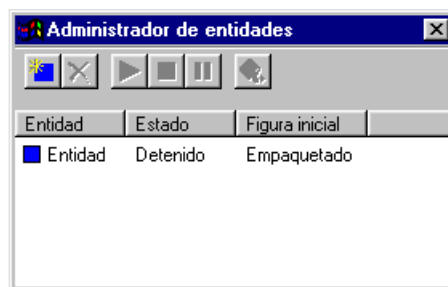 Administrador de entidades
Entidad Estado Figura inicial
Entidad Detenido Empaquetado